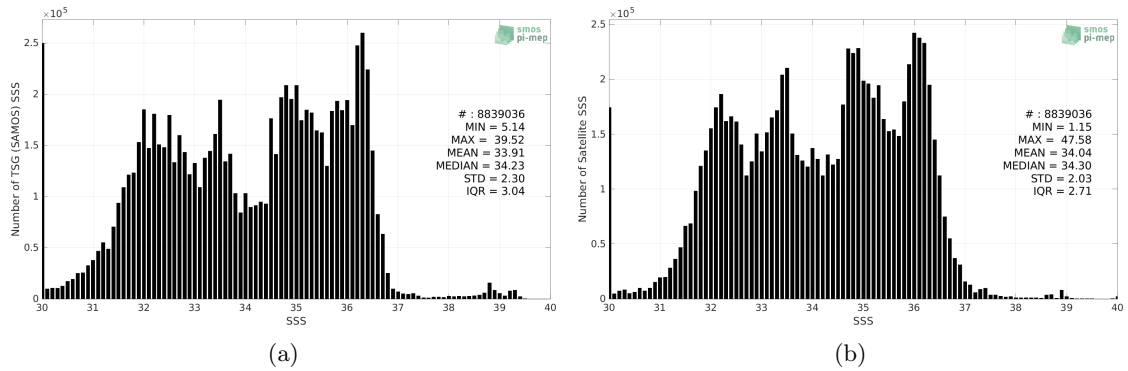 ×10⁵
smos
pi-mep
2.5
2
1.5
1
0.5
0
Number of TSG (SAMOS) SSS
# : 8839036
MIN = 5.14
MAX = 39.52
MEAN = 33.91
MEDIAN = 34.23
STD = 2.30
IQR = 3.04
30 31 32 33 34 35 36 37 38 39 40
SSS
(a)
×10⁵
smos
pi-mep
2.5
2
1.5
1
0.5
0
Number of Satellite SSS
# : 8839036
MIN = 1.15
MAX = 47.58
MEAN = 34.04
MEDIAN = 34.30
STD = 2.03
IQR = 2.71
30 31 32 33 34 35 36 37 38 39 40
SSS
(b)